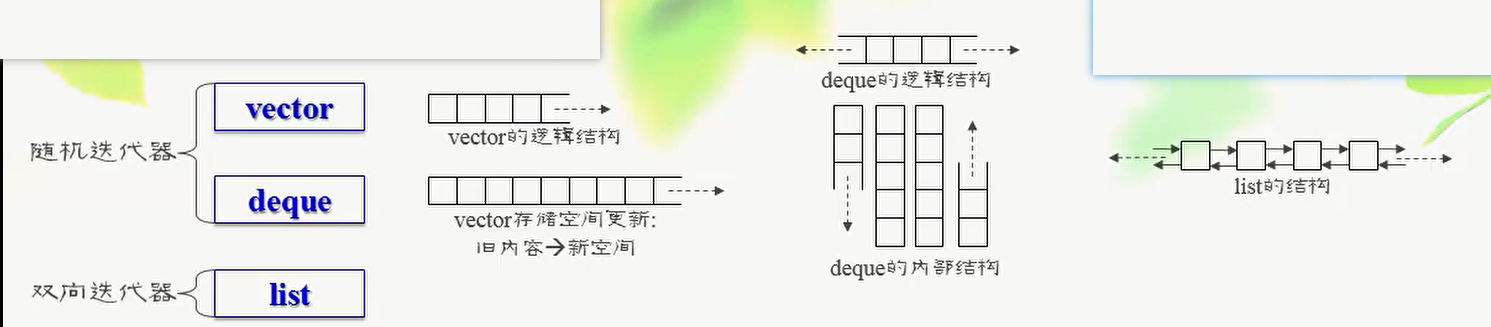 随机迭代器
vector
deque
双向迭代器
list
vector的逻辑结构
vector存储空间更新:
旧内容→新空间
deque的逻辑结构
deque的内部结构
list的结构